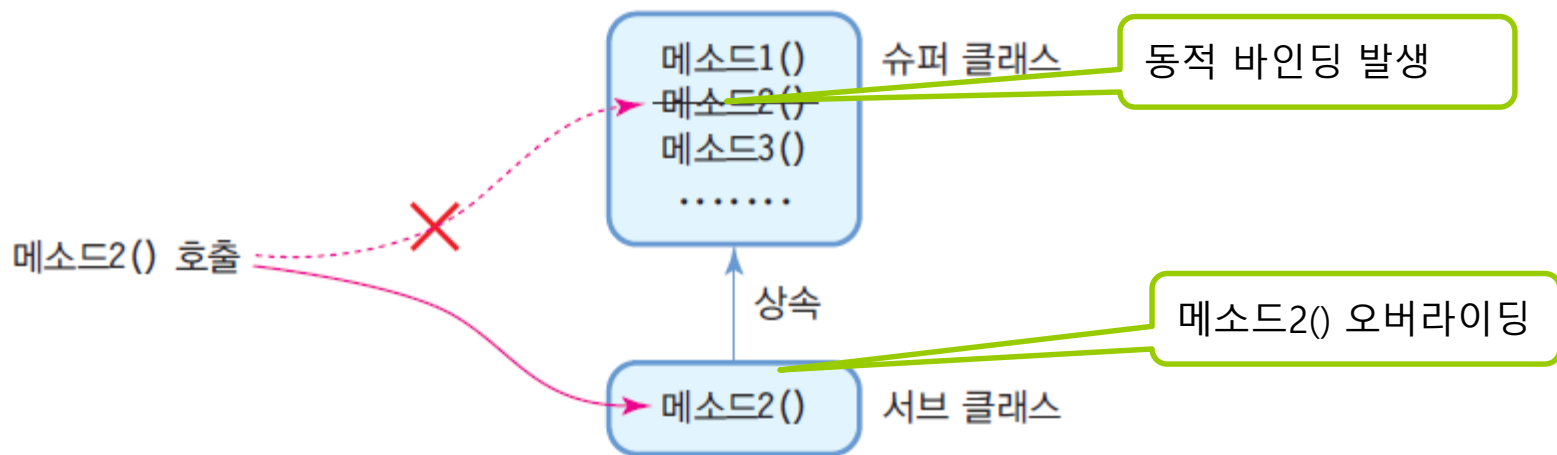 메소드1()
슈퍼 클래스
동적 바인딩 발생
메소드2()
메소드3()
·······
메소드2() 호출
상속
메소드2() 오버라이딩
메소드2()
서브 클래스